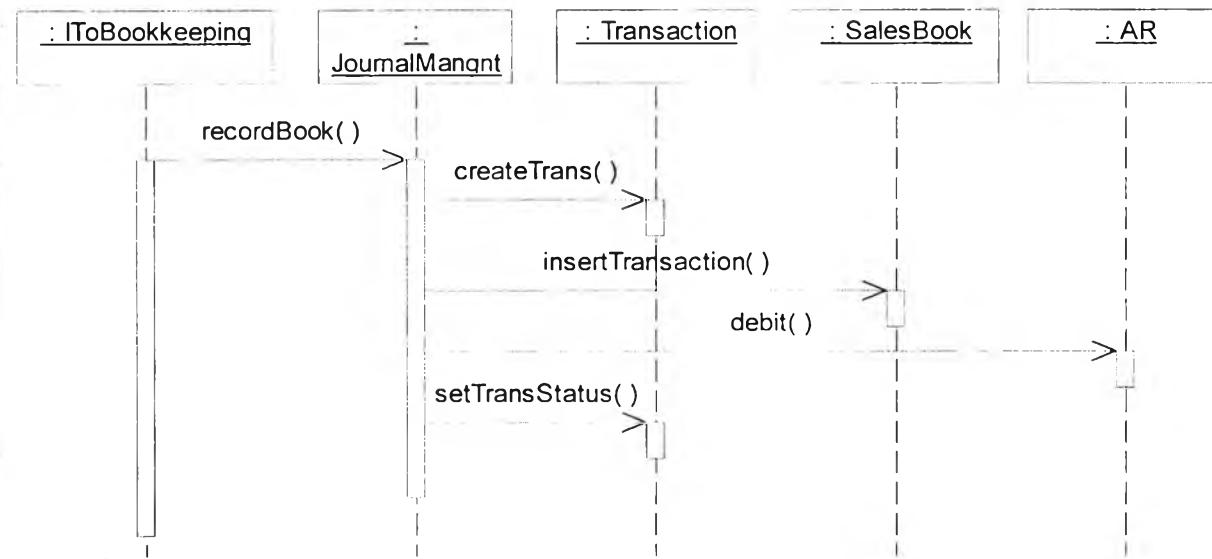 : IToBookkeeping
:
JournalMangnt
: Transaction
: SalesBook
: AR
recordBook( )
createTrans( )
insertTransaction( )
debit( )
setTransStatus( )